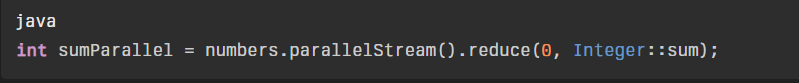 java
int sumParallel = numbers.parallelStream().reduce(0, Integer::sum);